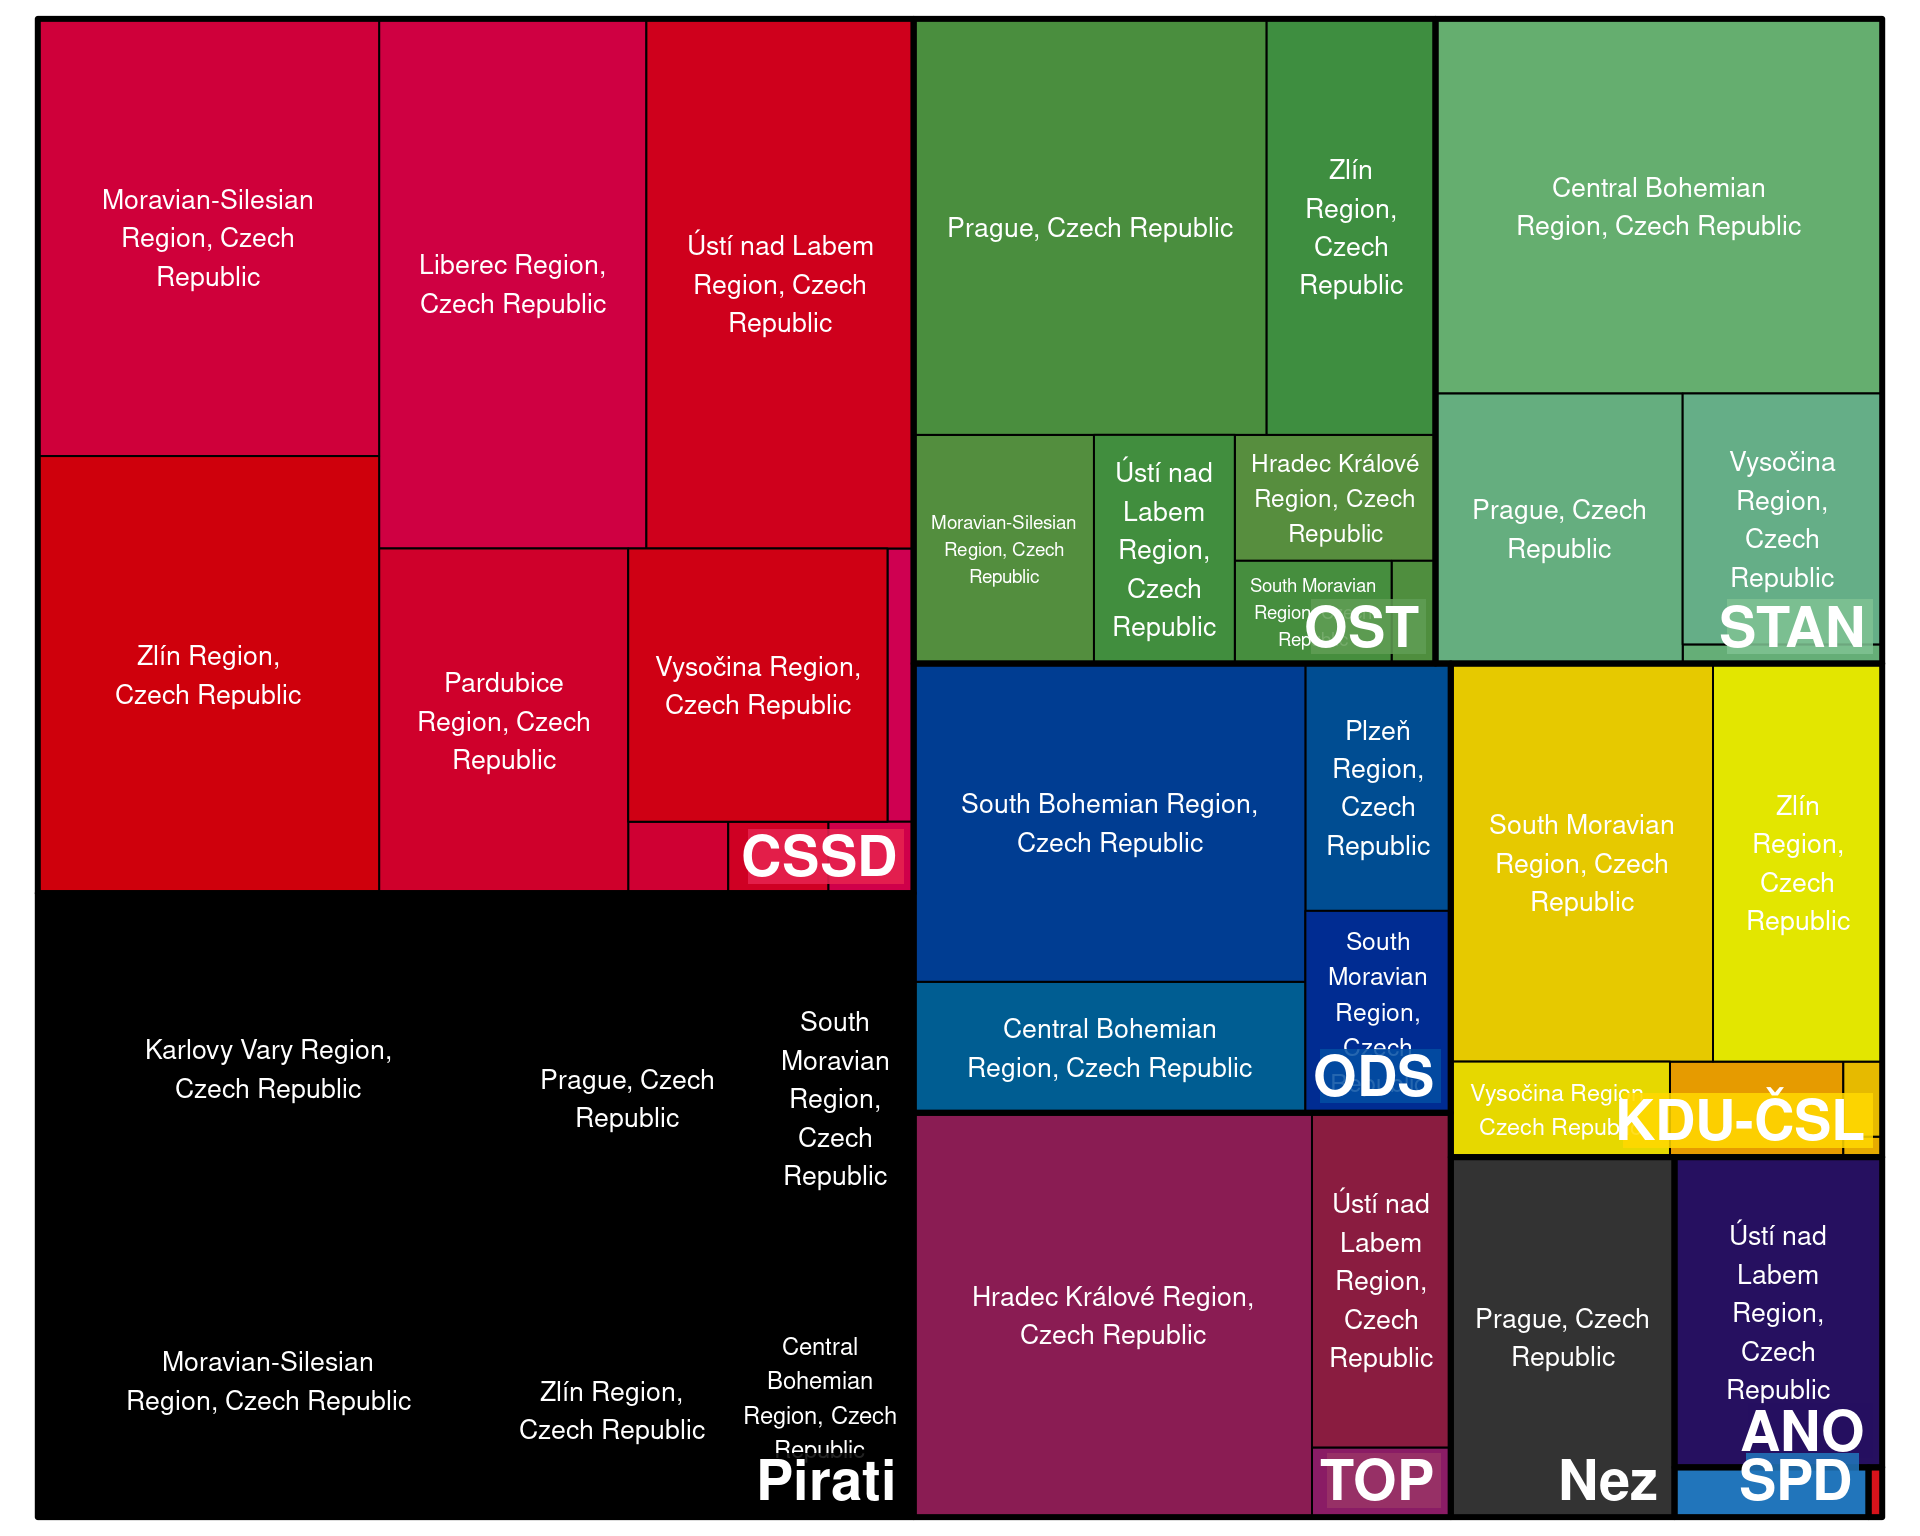 Moravian-Silesian
Region, Czech
Republic
Liberec Region,
Czech Republic
Ústí nad Labem
Region, Czech
Republic
Zlín Region,
Czech Republic
Pardubice
Region, Czech
Republic
Vysočina Region,
Czech Republic
CSSD
Karlovy Vary Region,
Czech Republic
Prague, Czech
Republic
South
Moravian
Region,
Czech
Republic
Moravian-Silesian
Region, Czech Republic
Zlín Region,
Czech Republic
Central
Bohemian
Region, Czech
Republic
Pirati
Prague, Czech Republic
Zlín
Region,
Czech
Republic
Moravian-Silesian
Region, Czech
Republic
Ústí nad
Labem
Region,
Czech
Republic
Hradec Králové
Region, Czech
Republic
South Moravian
Region, Czech
Republic
OST
Central Bohemian
Region, Czech Republic
Prague, Czech
Republic
Vysočina
Region,
Czech
Republic
STAN
South Bohemian Region,
Czech Republic
Plzeň
Region,
Czech
Republic
Central Bohemian
Region, Czech Republic
South
Moravian
Region,
Czech
Republic
ODS
South Moravian
Region, Czech
Republic
Zlín
Region,
Czech
Republic
Vysočina Region,
Czech Republic
KDU-ČSL
Hradec Králové Region,
Czech Republic
Ústí nad
Labem
Region,
Czech
Republic
TOP
Prague, Czech
Republic
Nez
Ústí nad
Labem
Region,
Czech
Republic
ANO
SPD